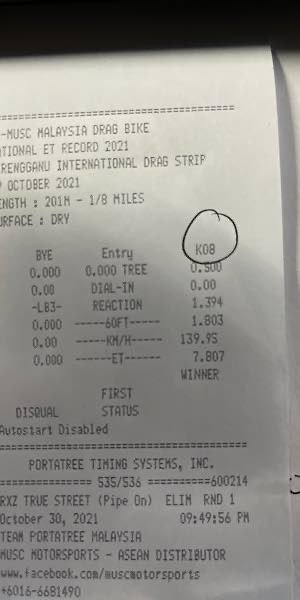 ===================================
-MUSC MALAYSIA DRAG BIKE
ATIONAL ET RECORD 2021
RENGGANU INTERNATIONAL DRAG STRIP
OCTOBER 2021
ENGTH : 201M - 1/8 MILES
URFACE : DRY
BYE Entry K08
0.000 0.000 TREE 0.500
0.00 DIAL-IN 0.00
-LB3- REACTION 1.394
0.000 -----60FT----- 1.803
0.00 -----KM/H----- 139.95
0.000 ------ET------ 7.807
WINNER
FIRST
DISQUAL STATUS
Autostart Disabled
===================================
PORTATREE TIMING SYSTEMS, INC.
============= 535/536 ==========600214
RXZ TRUE STREET (Pipe On) ELIM RND 1
October 30, 2021 09:49:56 PM
TEAM PORTATREE MALAYSIA
MUSC MOTORSPORTS - ASEAN DISTRIBUTOR
www.facebook.com/muscmotorsports
+6016-6681490